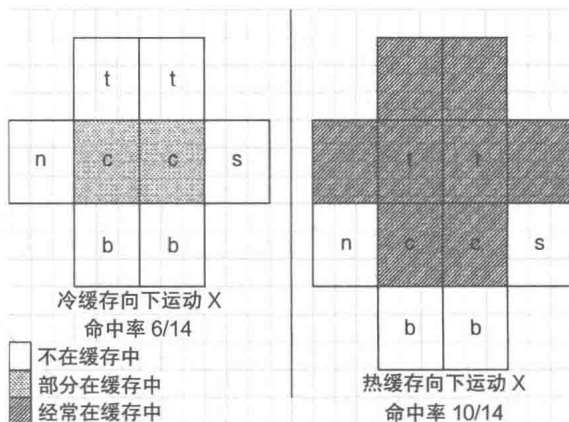 t t
n c c s
b b
冷缓存向下运动 X
命中率 6/14
不在缓存中
部分在缓存中
经常在缓存中
t t
n c c s
b b
热缓存向下运动 X
命中率 10/14